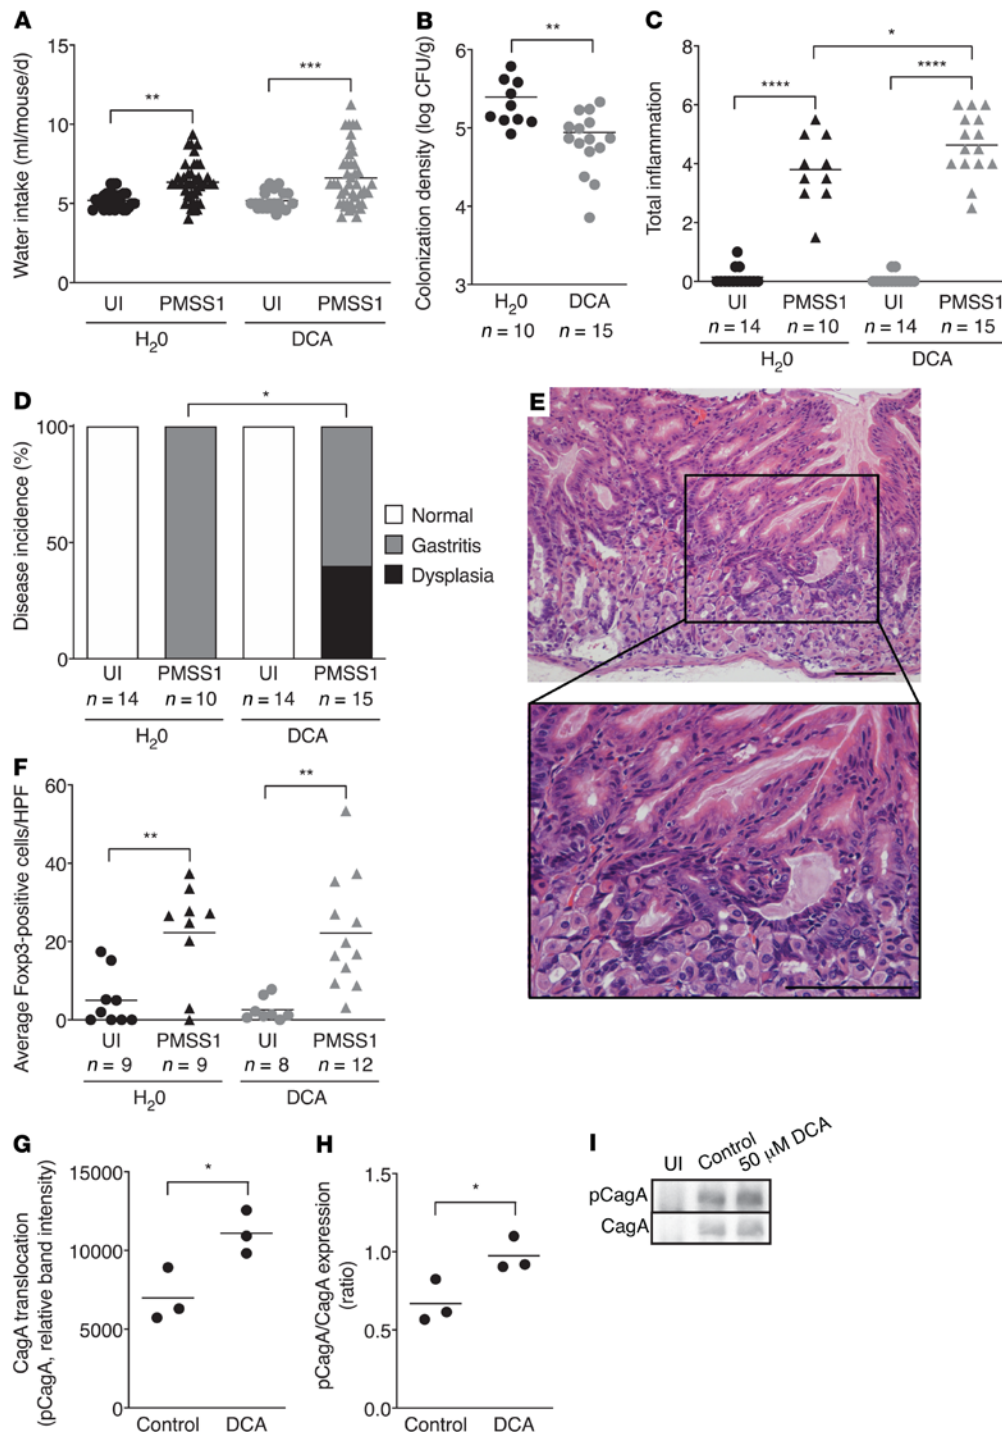 A
Water intake (ml/mouse/d)
15
10
5
0
**
***
UI PMSS1 UI PMSS1
H₂0 DCA
B
Colonization density (log CFU/g)
6
5
4
3
**
H₂0 DCA
n = 10 n = 15
C
Total inflammation
8
6
4
2
0
*
****
****
UI PMSS1 UI PMSS1
n = 14 n = 10 n = 14 n = 15
H₂0 DCA
D
Disease incidence (%)
100
50
0
*
Normal
Gastritis
Dysplasia
UI PMSS1 UI PMSS1
n = 14 n = 10 n = 14 n = 15
H₂0 DCA
E
F
Average Foxp3-positive cells/HPF
60
40
20
0
**
**
UI PMSS1 UI PMSS1
n = 9 n = 9 n = 8 n = 12
H₂0 DCA
G
CagA translocation
(pCagA, relative band intensity)
15000
10000
5000
0
*
Control DCA
H
pCagA/CagA expression
(ratio)
1.5
1.0
0.5
0.0
*
Control DCA
I
UI Control 50 µM DCA
pCagA
CagA